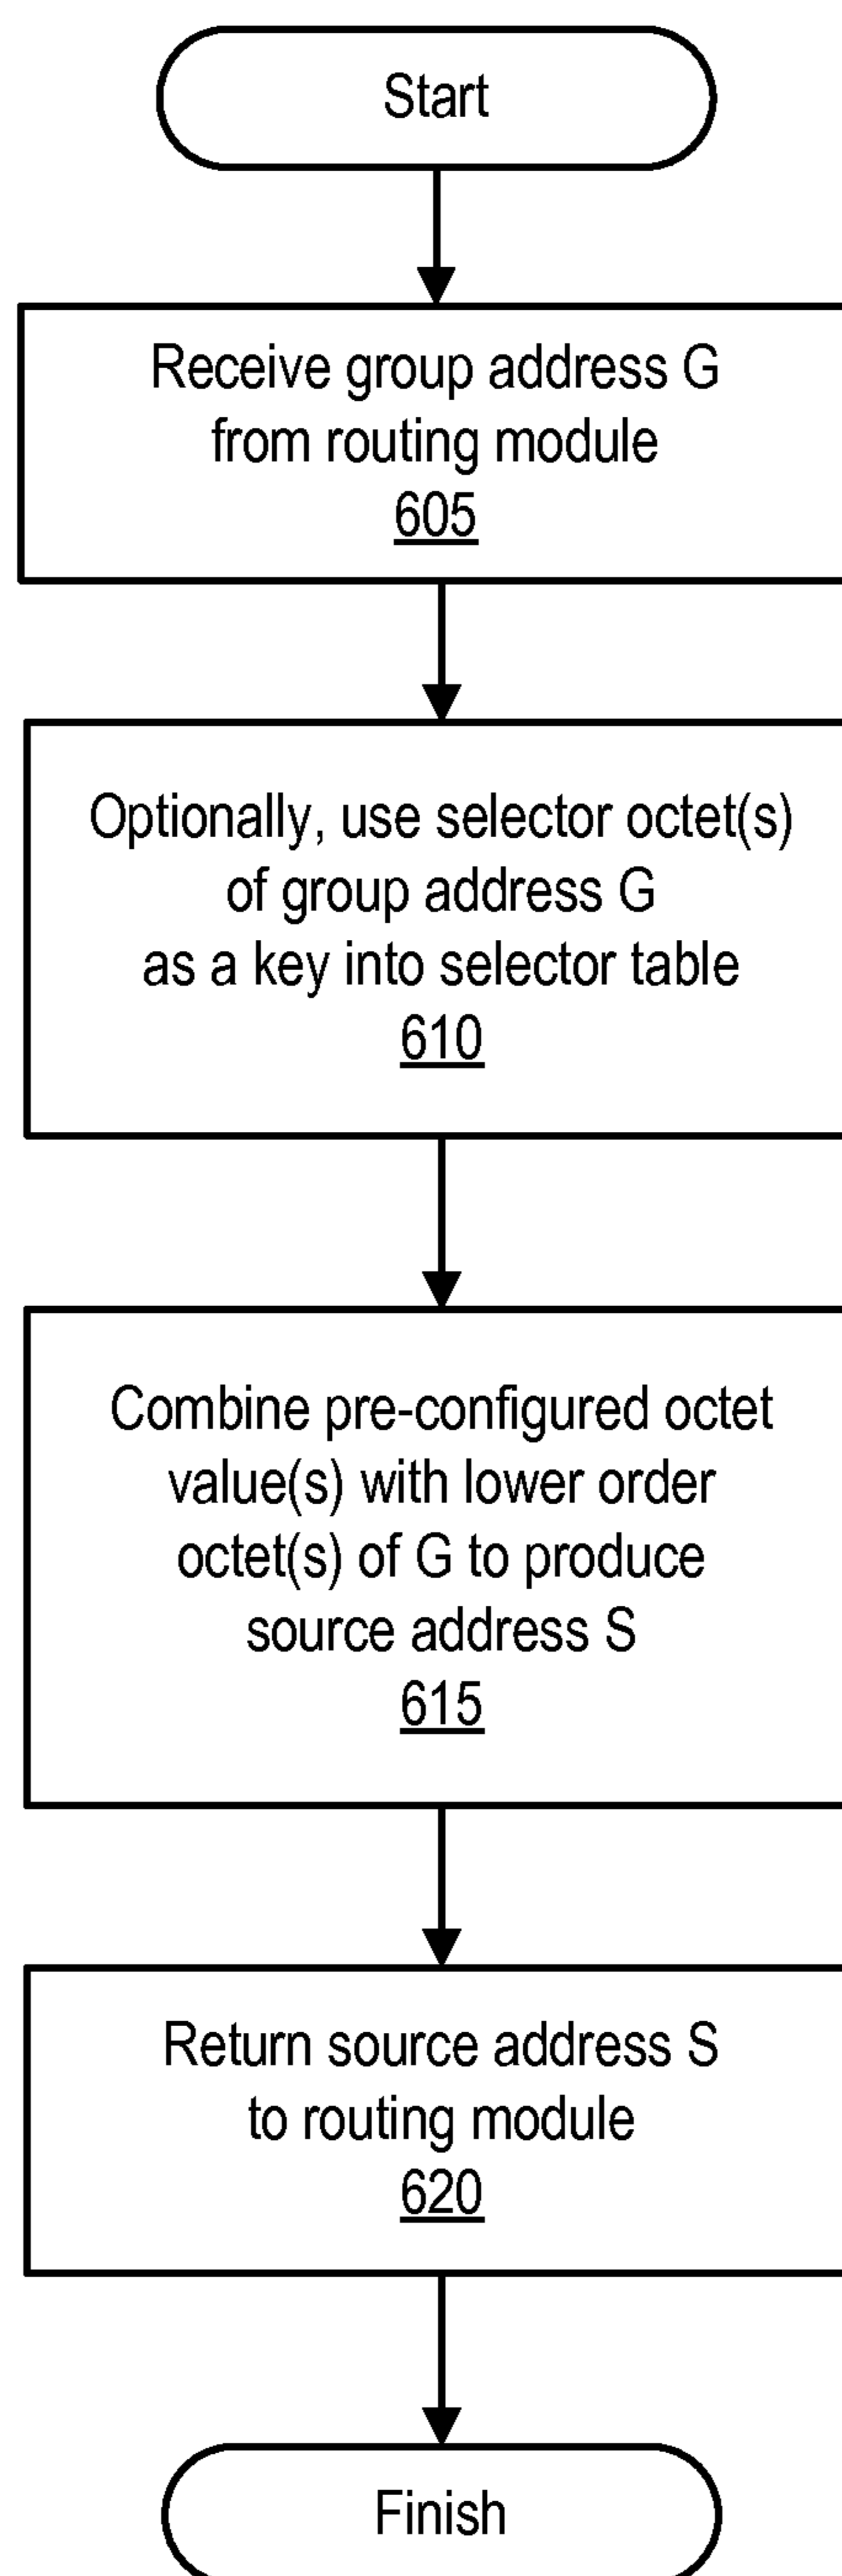 Start
Receive group address G
from routing module
605
Optionally, use selector octet(s)
of group address G
as a key into selector table
610
Combine pre-configured octet
value(s) with lower order
octet(s) of G to produce
source address S
615
Return source address S
to routing module
620
Finish